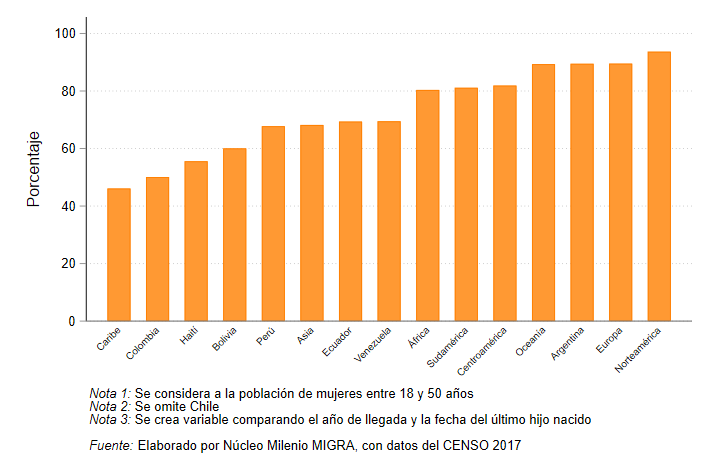 Porcentaje
100
80
60
40
20
0
Caribe
Colombia
Haití
Bolivia
Perú
Asia
Ecuador
Venezuela
África
Sudamérica
Centroamérica
Oceanía
Argentina
Europa
Norteamérica
Nota 1: Se considera a la población de mujeres entre 18 y 50 años
Nota 2: Se omite Chile
Nota 3: Se crea variable comparando el año de llegada y la fecha del último hijo nacido
Fuente: Elaborado por Núcleo Milenio MIGRA, con datos del CENSO 2017